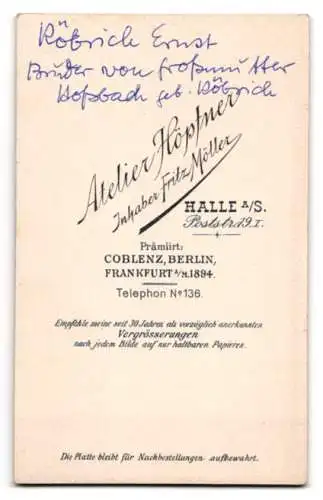 Röbrich Ernst
Bruder von Großmutter
Hoßbach geb. Röbrich
Atelier Höpfner
Inhaber Fritz Möller
HALLE A/S.
Poststr. 19. I.
Prämiirt:
COBLENZ, BERLIN,
FRANKFURT A/M. 1894.
Telephon No 136.
Empfehle meine seit 30 Jahren als vorzüglich anerkannten
Vergrösserungen
nach jedem Bilde auf nur haltbaren Papieren.
Die Platte bleibt für Nachbestellungen aufbewahrt.